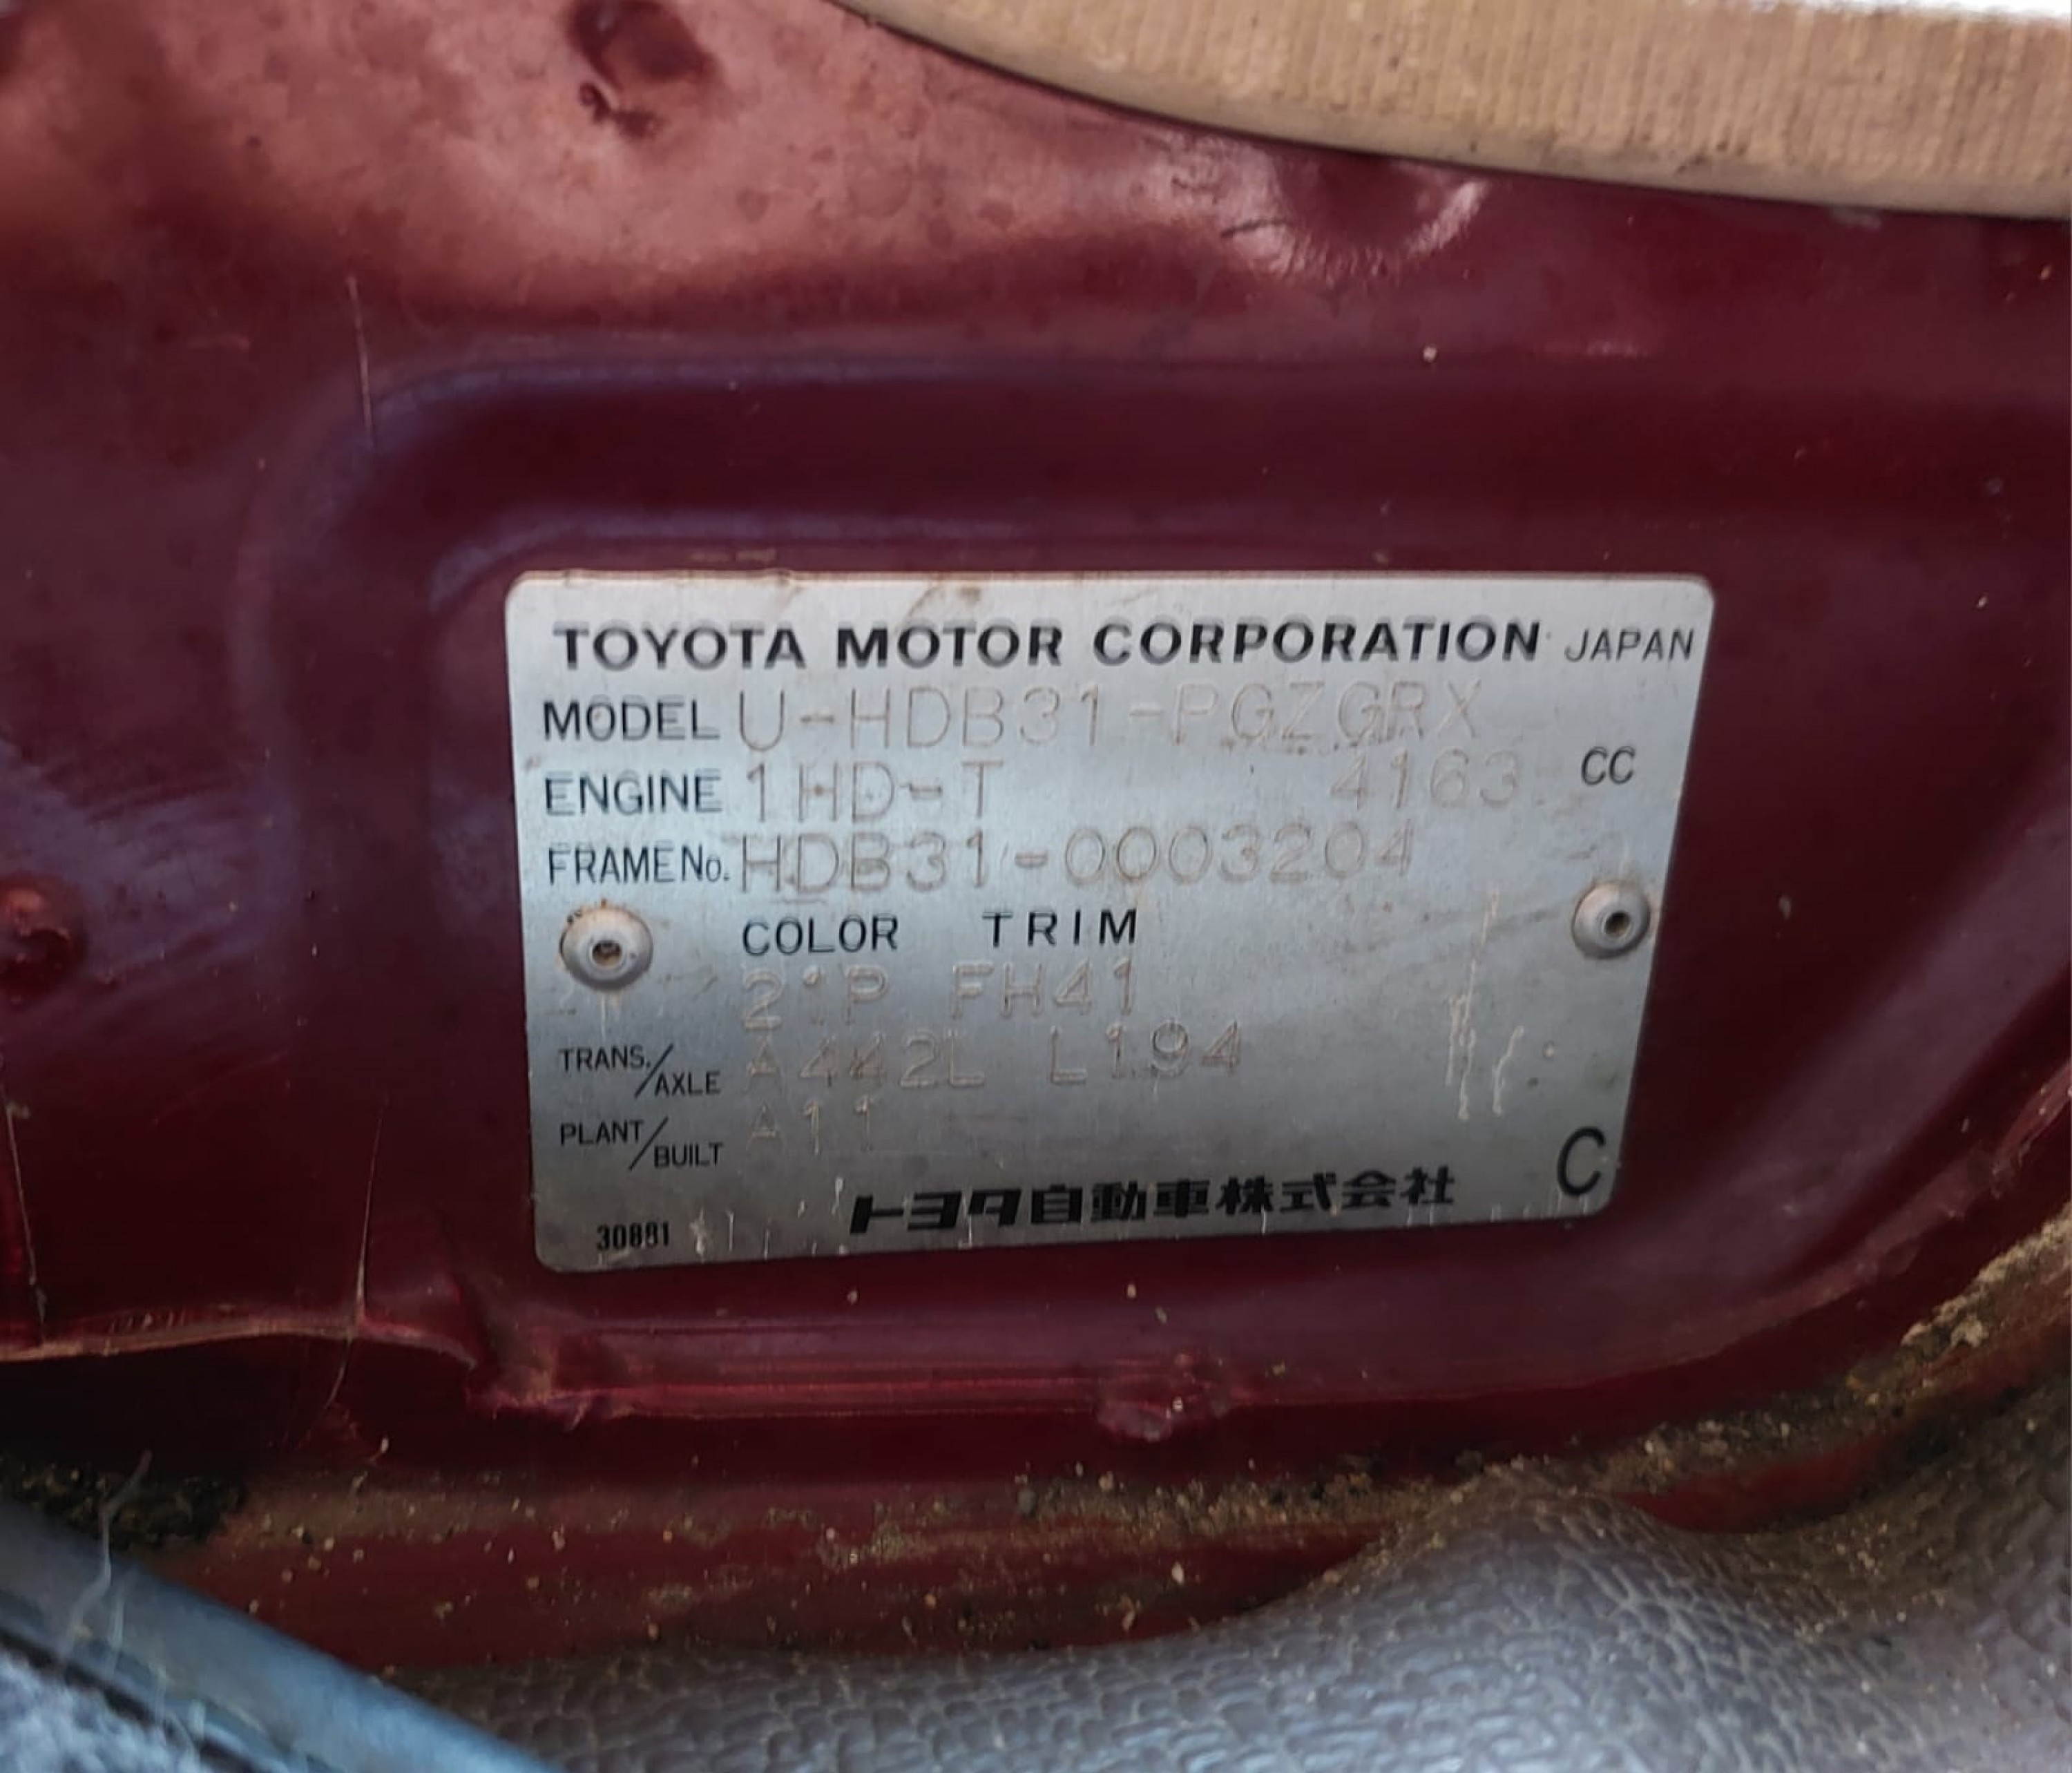 TOYOTA MOTOR CORPORATION JAPAN
MODEL U-HDB31-PGZGRX
ENGINE 1HD-T 4163 CC
FRAME No. HDB31-0003204
COLOR TRIM
21P FH41
TRANS./AXLE A442L L194
PLANT/BUILT A11
トヨタ自動車株式会社 C
30881